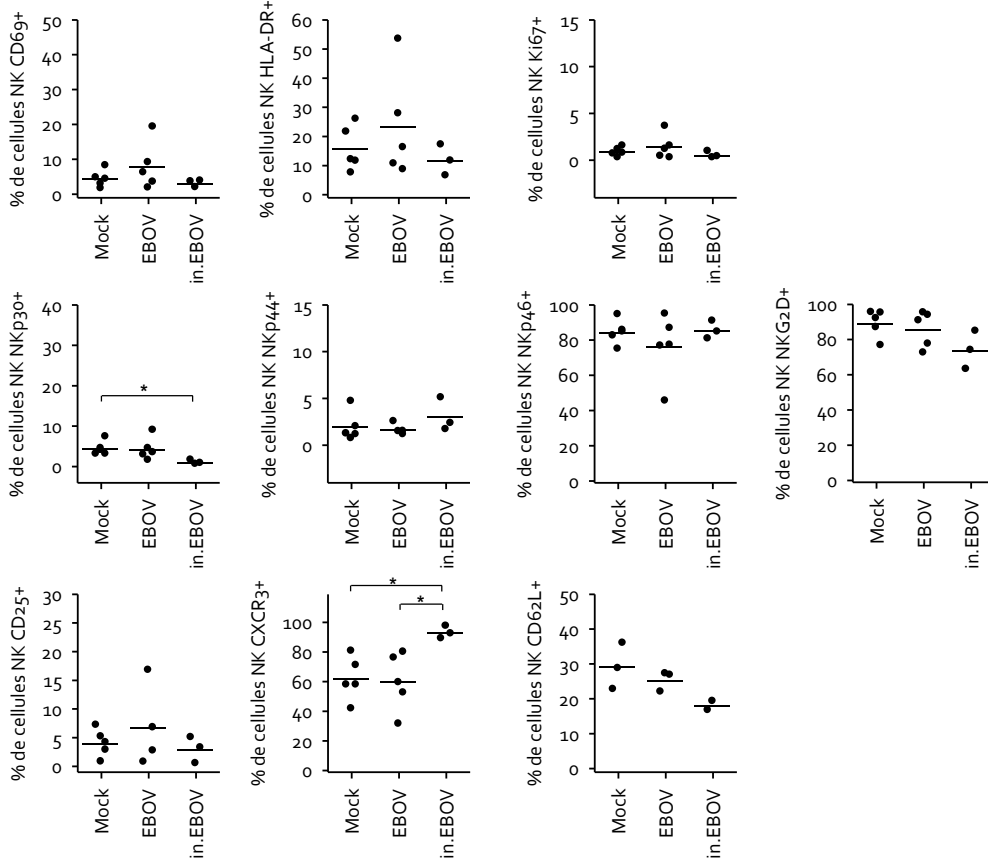 % de cellules NK CD69+
50
40
30
20
10
0
Mock
EBOV
in.EBOV
% de cellules NK HLA-DR+
60
50
40
30
20
10
0
Mock
EBOV
in.EBOV
% de cellules NK Ki67+
15
10
5
0
Mock
EBOV
in.EBOV
% de cellules NK NKp30+
40
30
20
10
0
*
Mock
EBOV
in.EBOV
% de cellules NK NKp44+
15
10
5
0
Mock
EBOV
in.EBOV
% de cellules NK NKp46+
100
80
60
40
20
0
Mock
EBOV
in.EBOV
% de cellules NK NKG2D+
100
80
60
40
20
0
Mock
EBOV
in.EBOV
% de cellules NK CD25+
30
25
20
15
10
5
0
Mock
EBOV
in.EBOV
% de cellules NK CXCR3+
100
80
60
40
20
0
*
*
Mock
EBOV
in.EBOV
% de cellules NK CD62L+
50
40
30
20
10
0
Mock
EBOV
in.EBOV